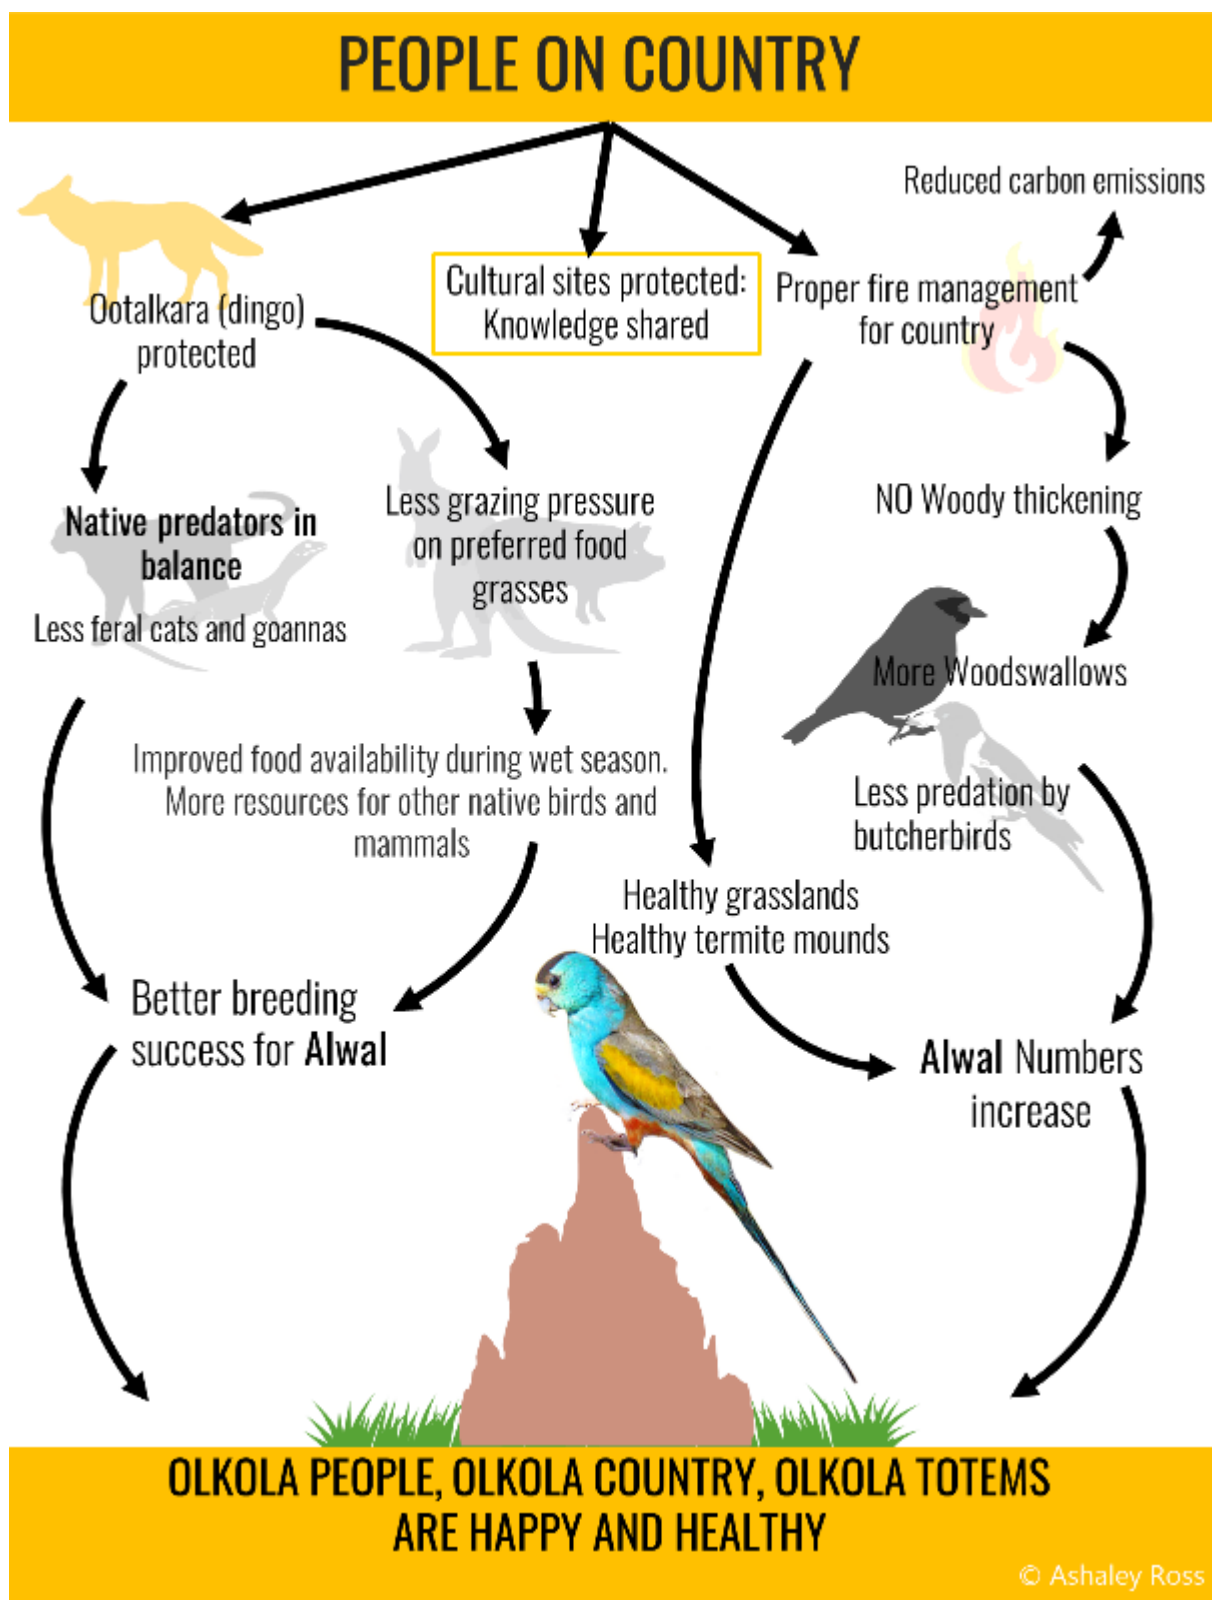 PEOPLE ON COUNTRY
Reduced carbon emissions
Ootalkara (dingo)
protected
Cultural sites protected:
Knowledge shared
Proper fire management
for country
Native predators in
balance
Less feral cats and goannas
Less grazing pressure
on preferred food
grasses
NO Woody thickening
More Woodswallows
Less predation by
butcherbirds
Improved food availability during wet season.
More resources for other native birds and
mammals
Healthy grasslands
Healthy termite mounds
Better breeding
success for Alwal
Alwal Numbers
increase
OLKOLA PEOPLE, OLKOLA COUNTRY, OLKOLA TOTEMS
ARE HAPPY AND HEALTHY
© Ashaley Ross